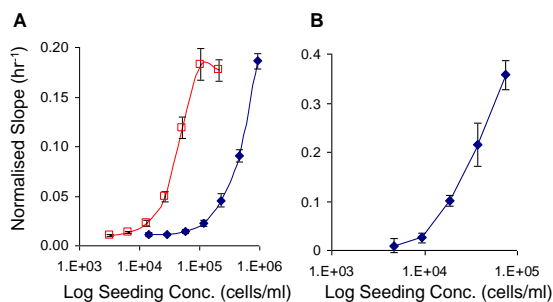 A
B
Normalised Slope (hr-1)
0.20
0.15
0.10
0.05
0.00
1.E+03 1.E+04 1.E+05 1.E+06
Log Seeding Conc. (cells/ml)
0.4
0.3
0.2
0.1
0
1.E+03 1.E+04 1.E+05
Log Seeding Conc. (cells/ml)